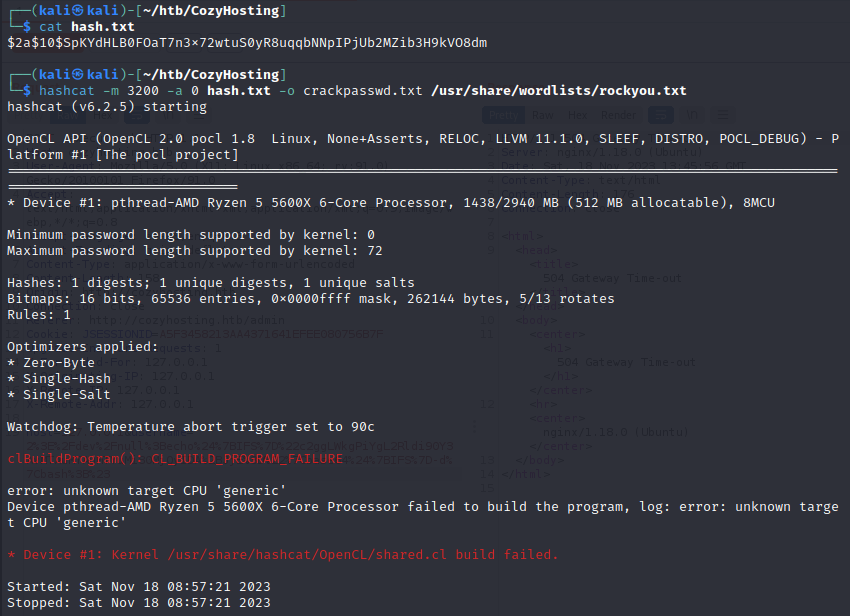 ┌──(kali㉿kali)-[~/htb/CozyHosting]
└─$ cat hash.txt
$2a$10$SpKYdHLB0FOaT7n3x72wtuS0yR8uqqbNNpIPjUb2MZib3H9kVO8dm
┌──(kali㉿kali)-[~/htb/CozyHosting]
└─$ hashcat -m 3200 -a 0 hash.txt -o crackpasswd.txt /usr/share/wordlists/rockyou.txt
hashcat (v6.2.5) starting
OpenCL API (OpenCL 2.0 pocl 1.8  Linux, None+Asserts, RELOC, LLVM 11.1.0, SLEEF, DISTRO, POCL_DEBUG) - P
latform #1 [The pocl project]
========================================================================================================
=============================
* Device #1: pthread-AMD Ryzen 5 5600X 6-Core Processor, 1438/2940 MB (512 MB allocatable), 8MCU
Minimum password length supported by kernel: 0
Maximum password length supported by kernel: 72
Hashes: 1 digests; 1 unique digests, 1 unique salts
Bitmaps: 16 bits, 65536 entries, 0x0000ffff mask, 262144 bytes, 5/13 rotates
Rules: 1
Optimizers applied:
* Zero-Byte
* Single-Hash
* Single-Salt
Watchdog: Temperature abort trigger set to 90c
clBuildProgram(): CL_BUILD_PROGRAM_FAILURE
error: unknown target CPU 'generic'
Device pthread-AMD Ryzen 5 5600X 6-Core Processor failed to build the program, log: error: unknown targe
t CPU 'generic'
* Device #1: Kernel /usr/share/hashcat/OpenCL/shared.cl build failed.
Started: Sat Nov 18 08:57:21 2023
Stopped: Sat Nov 18 08:57:21 2023